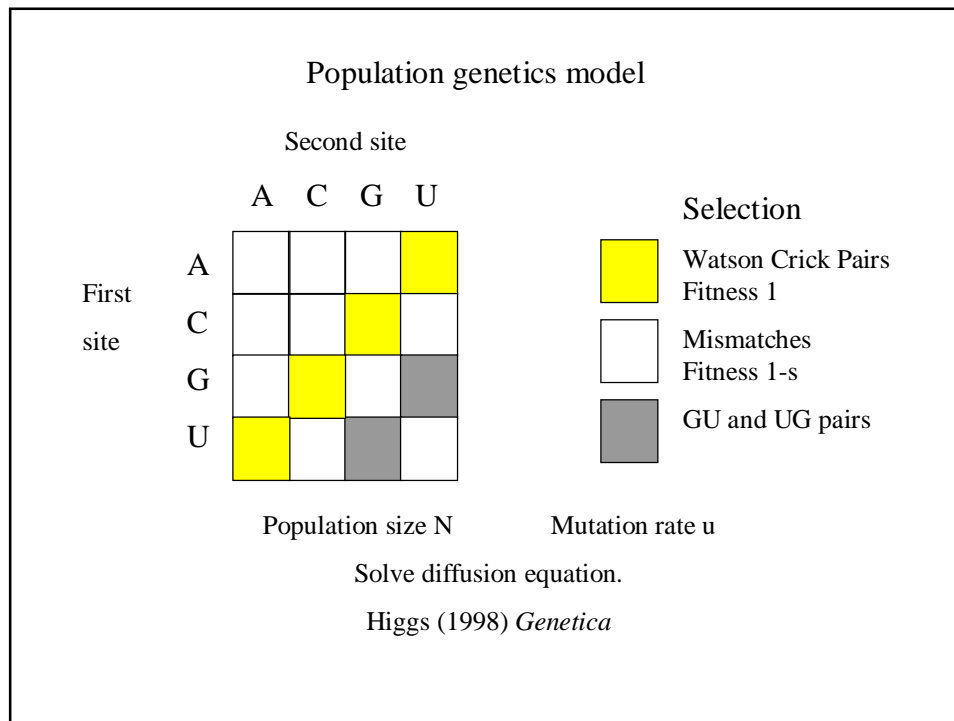 Population genetics model
Second site
A C G U
A
C
G
U
First
site
Selection
Watson Crick Pairs
Fitness 1
Mismatches
Fitness 1-s
GU and UG pairs
Population size N
Mutation rate u
Solve diffusion equation.
Higgs (1998) Genetica